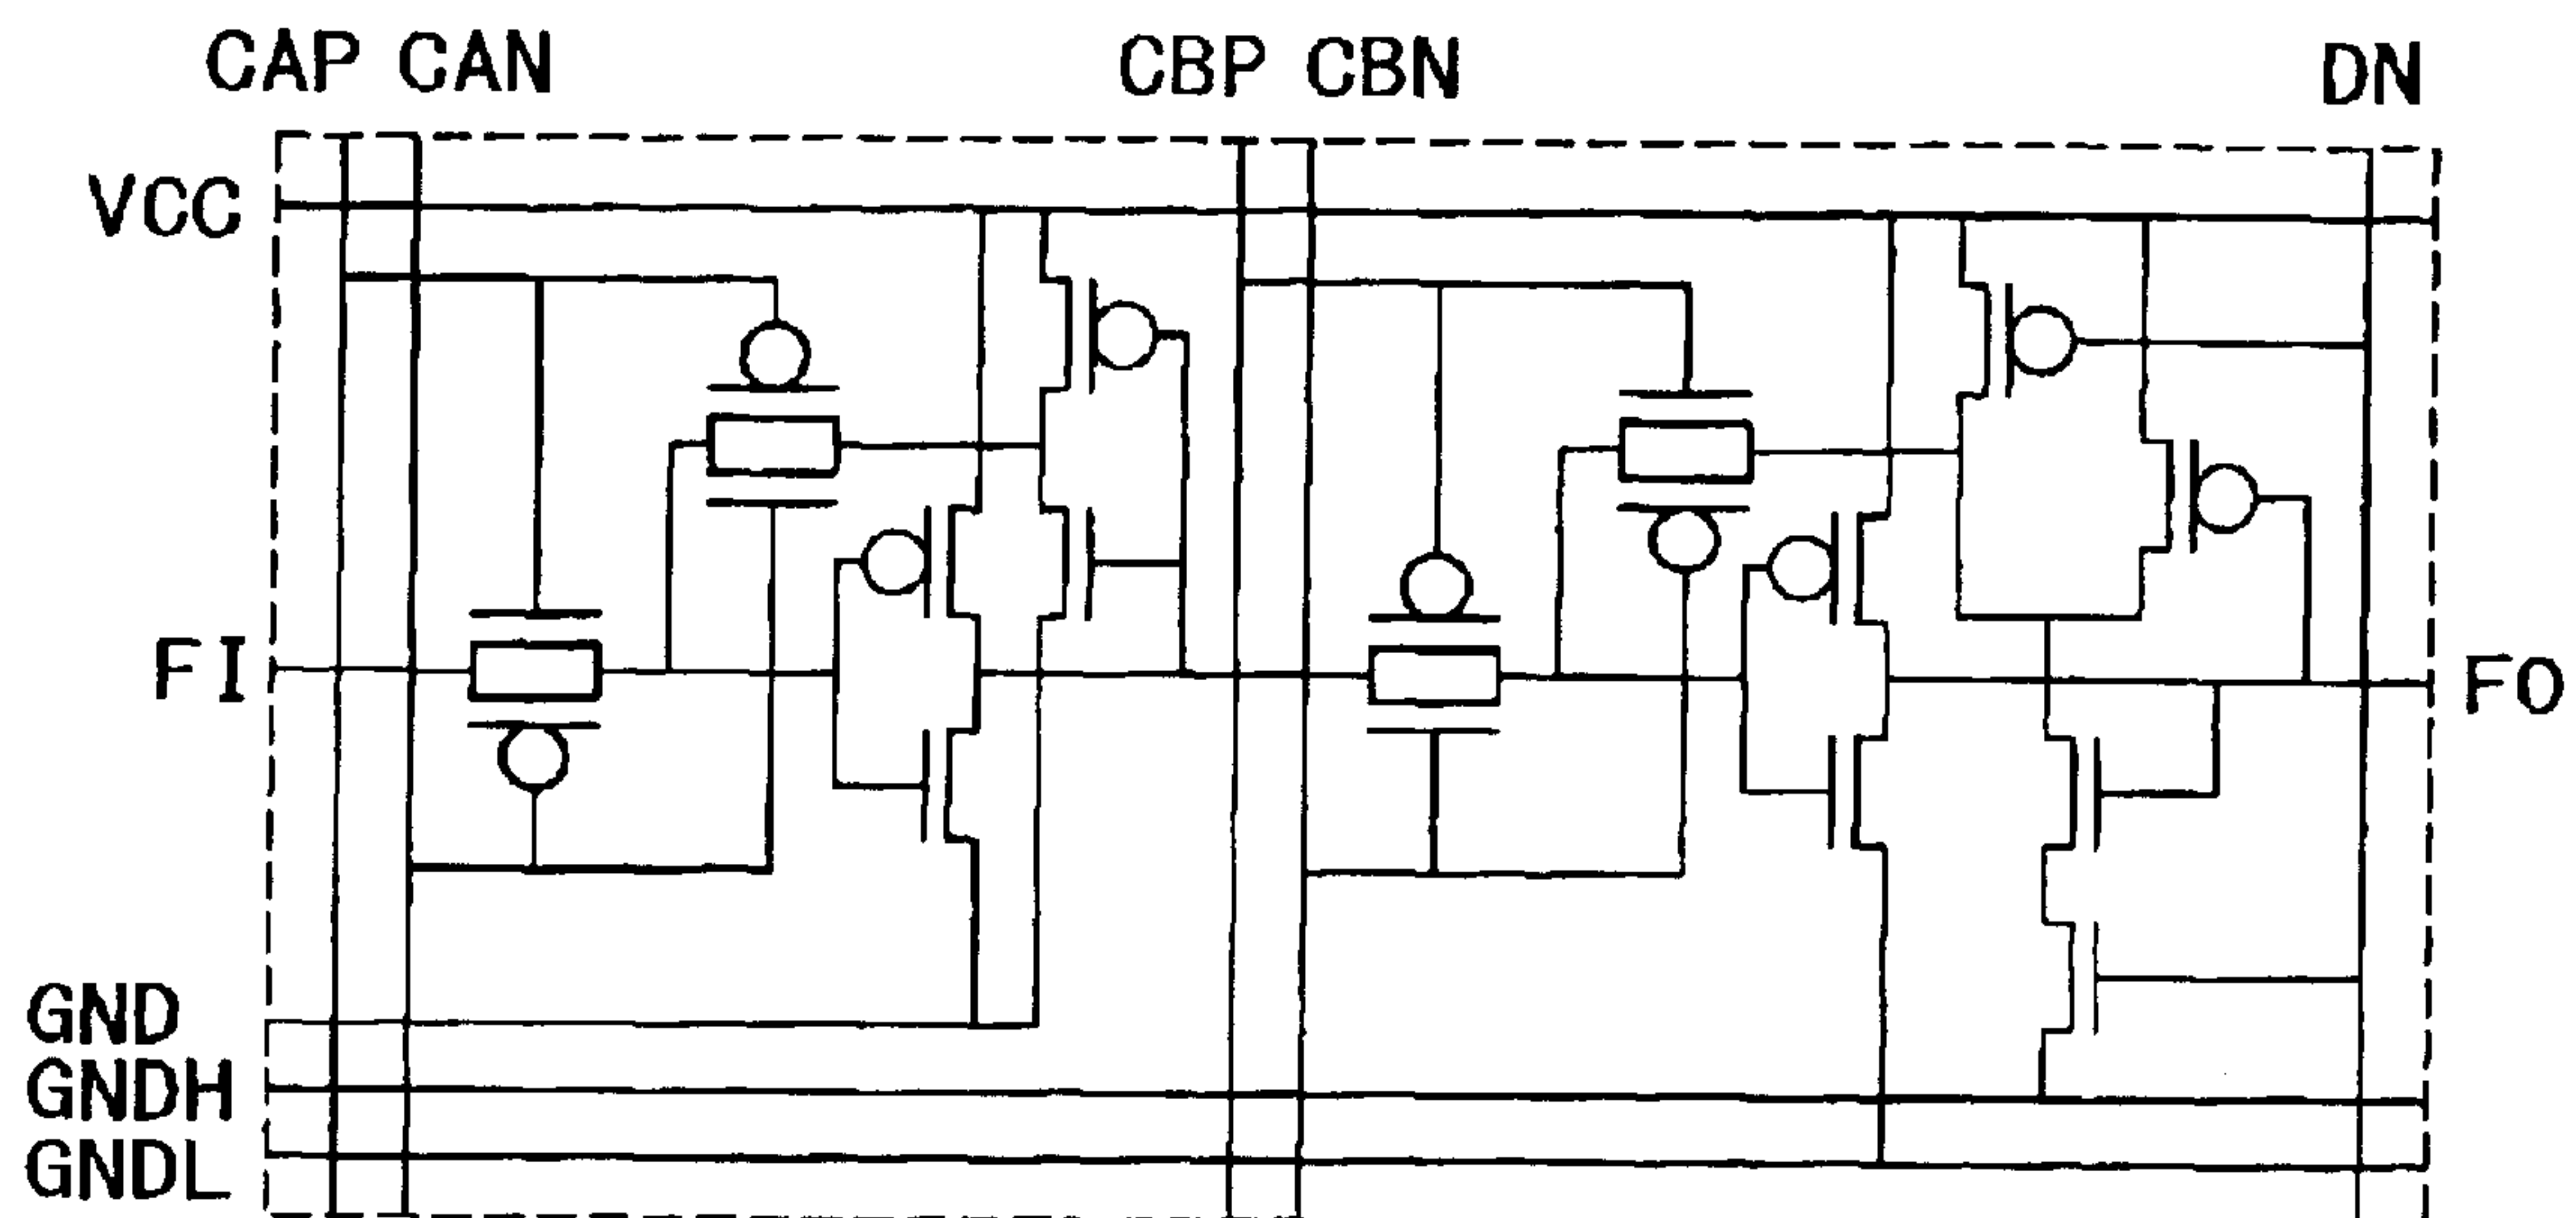 CAP CAN CBP CBN DN
VCC
FI FO
GND
GNDH
GNDL